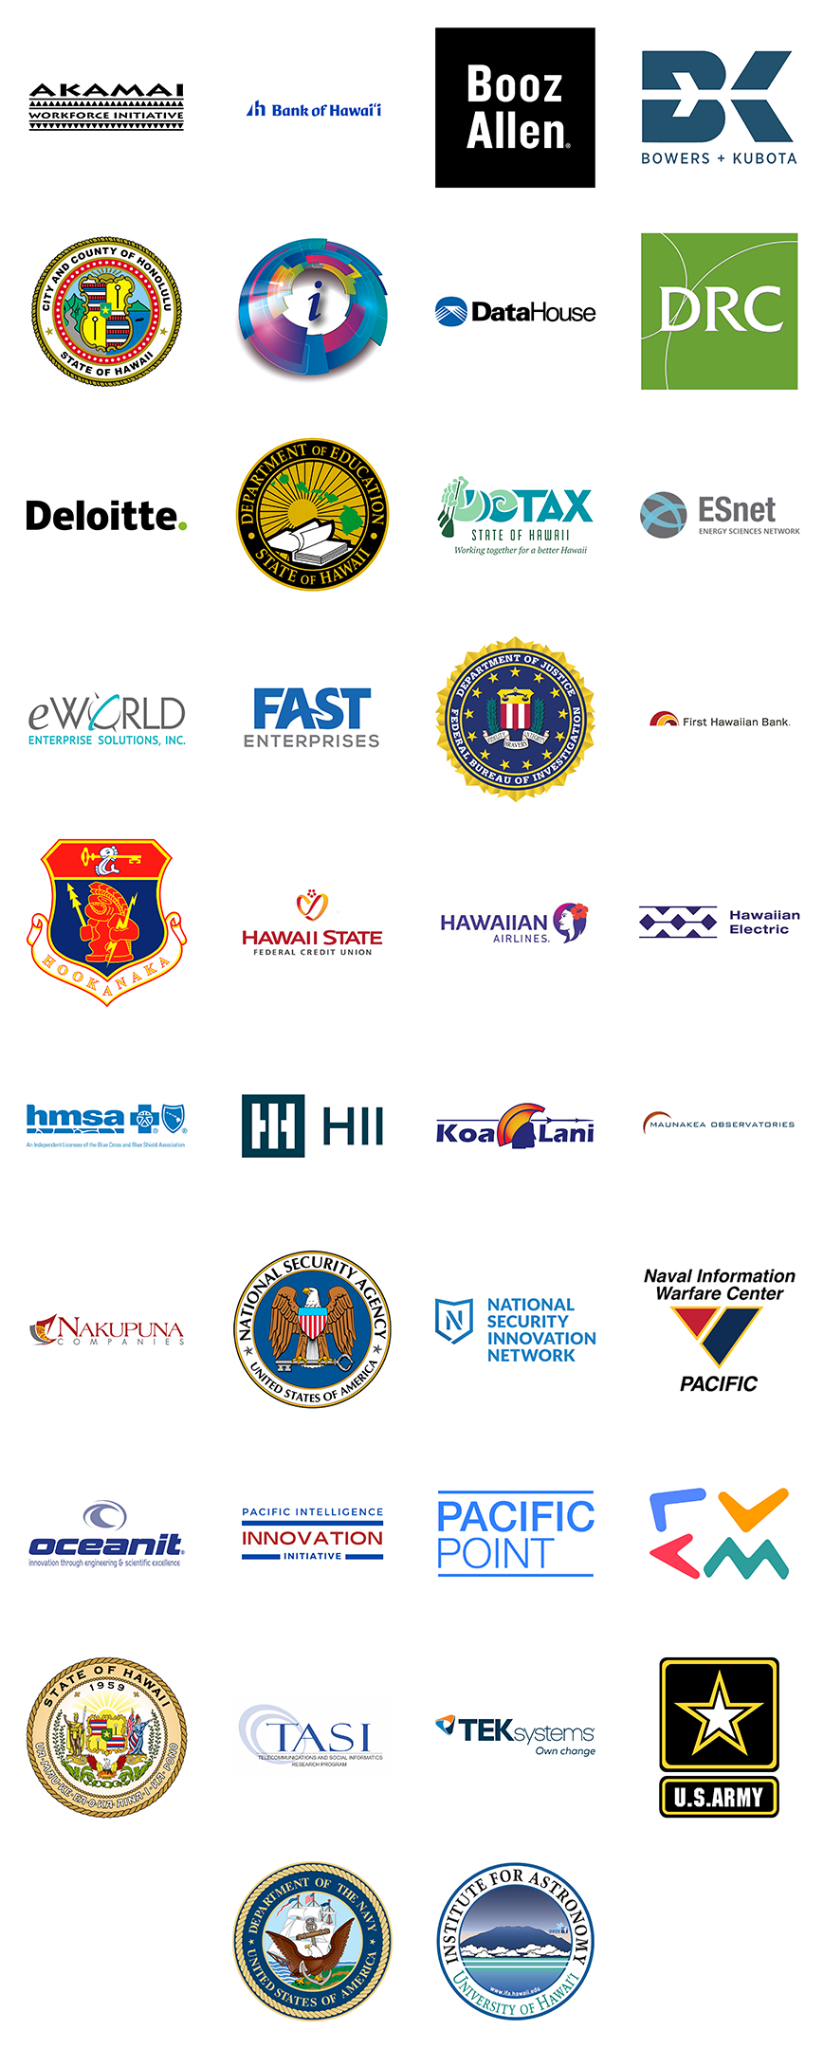 AKAMAI
WORKFORCE INITIATIVE
Bank of Hawaiʻi
Booz
Allen®
BOWERS + KUBOTA
CITY AND COUNTY OF HONOLULU
STATE OF HAWAII
i
DataHouse
DRC
Deloitte.
DEPARTMENT OF EDUCATION
STATE OF HAWAII
DOTAX
STATE OF HAWAII
Working together for a better Hawaii
ESnet
ENERGY SCIENCES NETWORK
eWORLD
ENTERPRISE SOLUTIONS, INC.
FAST
ENTERPRISES
DEPARTMENT OF JUSTICE
FIDELITY BRAVERY INTEGRITY
FEDERAL BUREAU OF INVESTIGATION
First Hawaiian Bank.
HOOKANAKA
HAWAII STATE
FEDERAL CREDIT UNION
HAWAIIAN
AIRLINES.
Hawaiian
Electric
hmsa
An Independent Licensee of the Blue Cross and Blue Shield Association
HII
Koa Lani
MAUNAKEA OBSERVATORIES
NAKUPUNA
COMPANIES
NATIONAL SECURITY AGENCY
UNITED STATES OF AMERICA
N
NATIONAL
SECURITY
INNOVATION
NETWORK
Naval Information
Warfare Center
PACIFIC
oceanit®
innovation through engineering & scientific excellence
PACIFIC INTELLIGENCE
INNOVATION
INITIATIVE
PACIFIC
POINT
STATE OF HAWAII
1959
UA MAU KE EA O KA AINA I KA PONO
TASI
TELECOMMUNICATIONS AND SOCIAL INFORMATICS
RESEARCH PROGRAM
TEKsystems
Own change
U.S.ARMY
DEPARTMENT OF THE NAVY
UNITED STATES OF AMERICA
INSTITUTE FOR ASTRONOMY
www.ifa.hawaii.edu
UNIVERSITY OF HAWAI'I